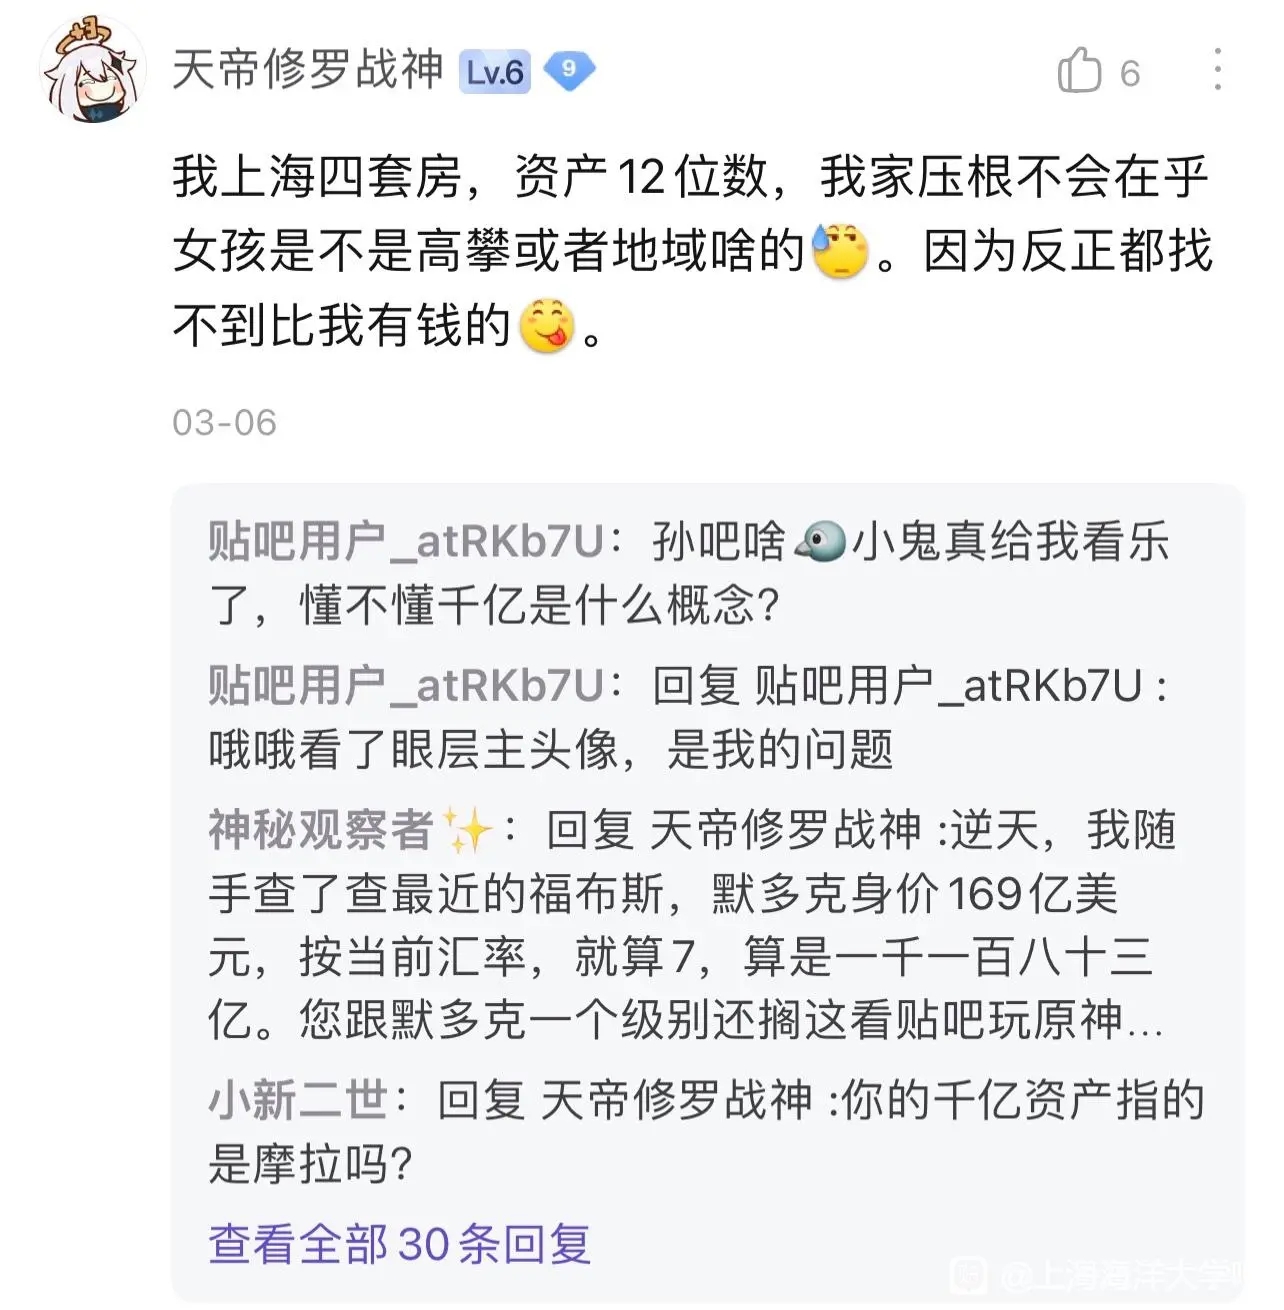 天帝修罗战神 Lv.6 9 6
我上海四套房，资产12位数，我家压根不会在乎
女孩是不是高攀或者地域啥的。因为反正都找
不到比我有钱的。
03-06
贴吧用户_atRKb7U：孙吧啥小鬼真给我看乐
了，懂不懂千亿是什么概念？
贴吧用户_atRKb7U：回复 贴吧用户_atRKb7U :
哦哦看了眼层主头像，是我的问题
神秘观察者✨：回复 天帝修罗战神 :逆天，我随
手查了查最近的福布斯，默多克身价169亿美
元，按当前汇率，就算7，算是一千一百八十三
亿。您跟默多克一个级别还搁这看贴吧玩原神...
小新二世：回复 天帝修罗战神 :你的千亿资产指的
是摩拉吗？
查看全部30条回复
@上海海洋大学吧